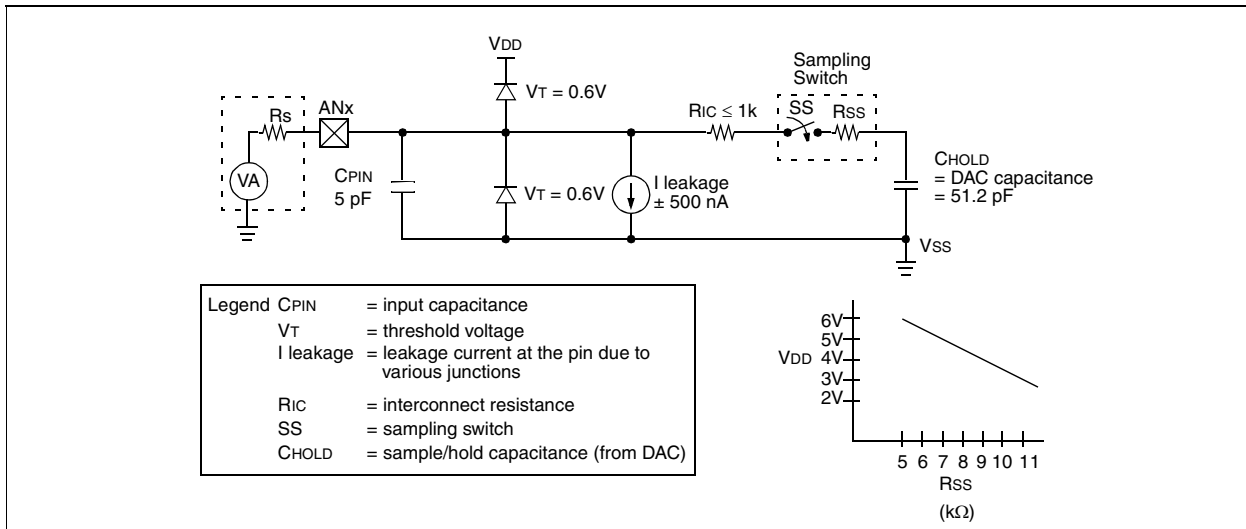 VDD
VT = 0.6V
Sampling
Switch
RS
ANx
RIC ≤ 1k
SS
RSS
VA
CPIN
5 pF
VT = 0.6V
I leakage
± 500 nA
CHOLD
= DAC capacitance
= 51.2 pF
VSS
Legend CPIN = input capacitance
VT = threshold voltage
I leakage = leakage current at the pin due to
various junctions
RIC = interconnect resistance
SS = sampling switch
CHOLD = sample/hold capacitance (from DAC)
6V
5V
VDD 4V
3V
2V
5 6 7 8 9 10 11
RSS
(kΩ)